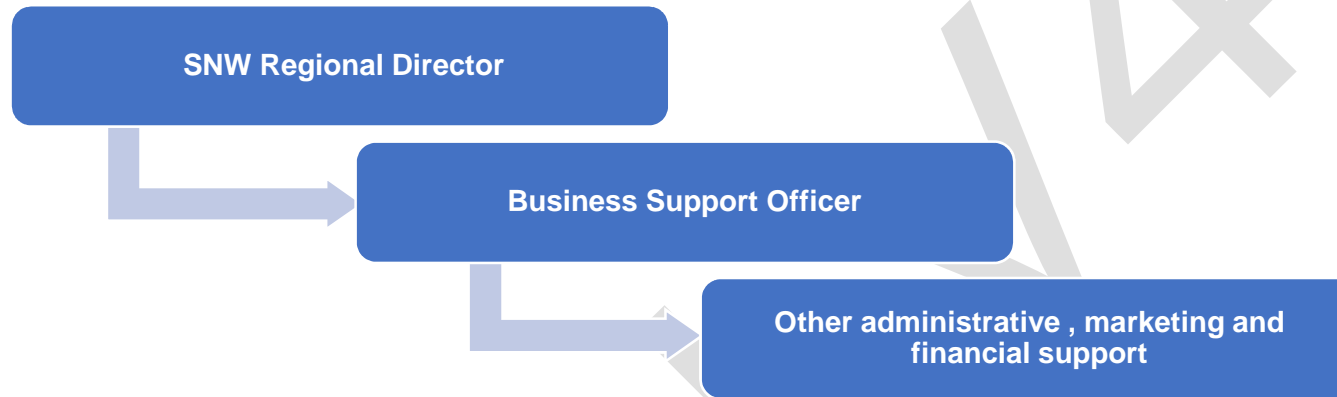 SNW Regional Director
Business Support Officer
Other administrative , marketing and
financial support